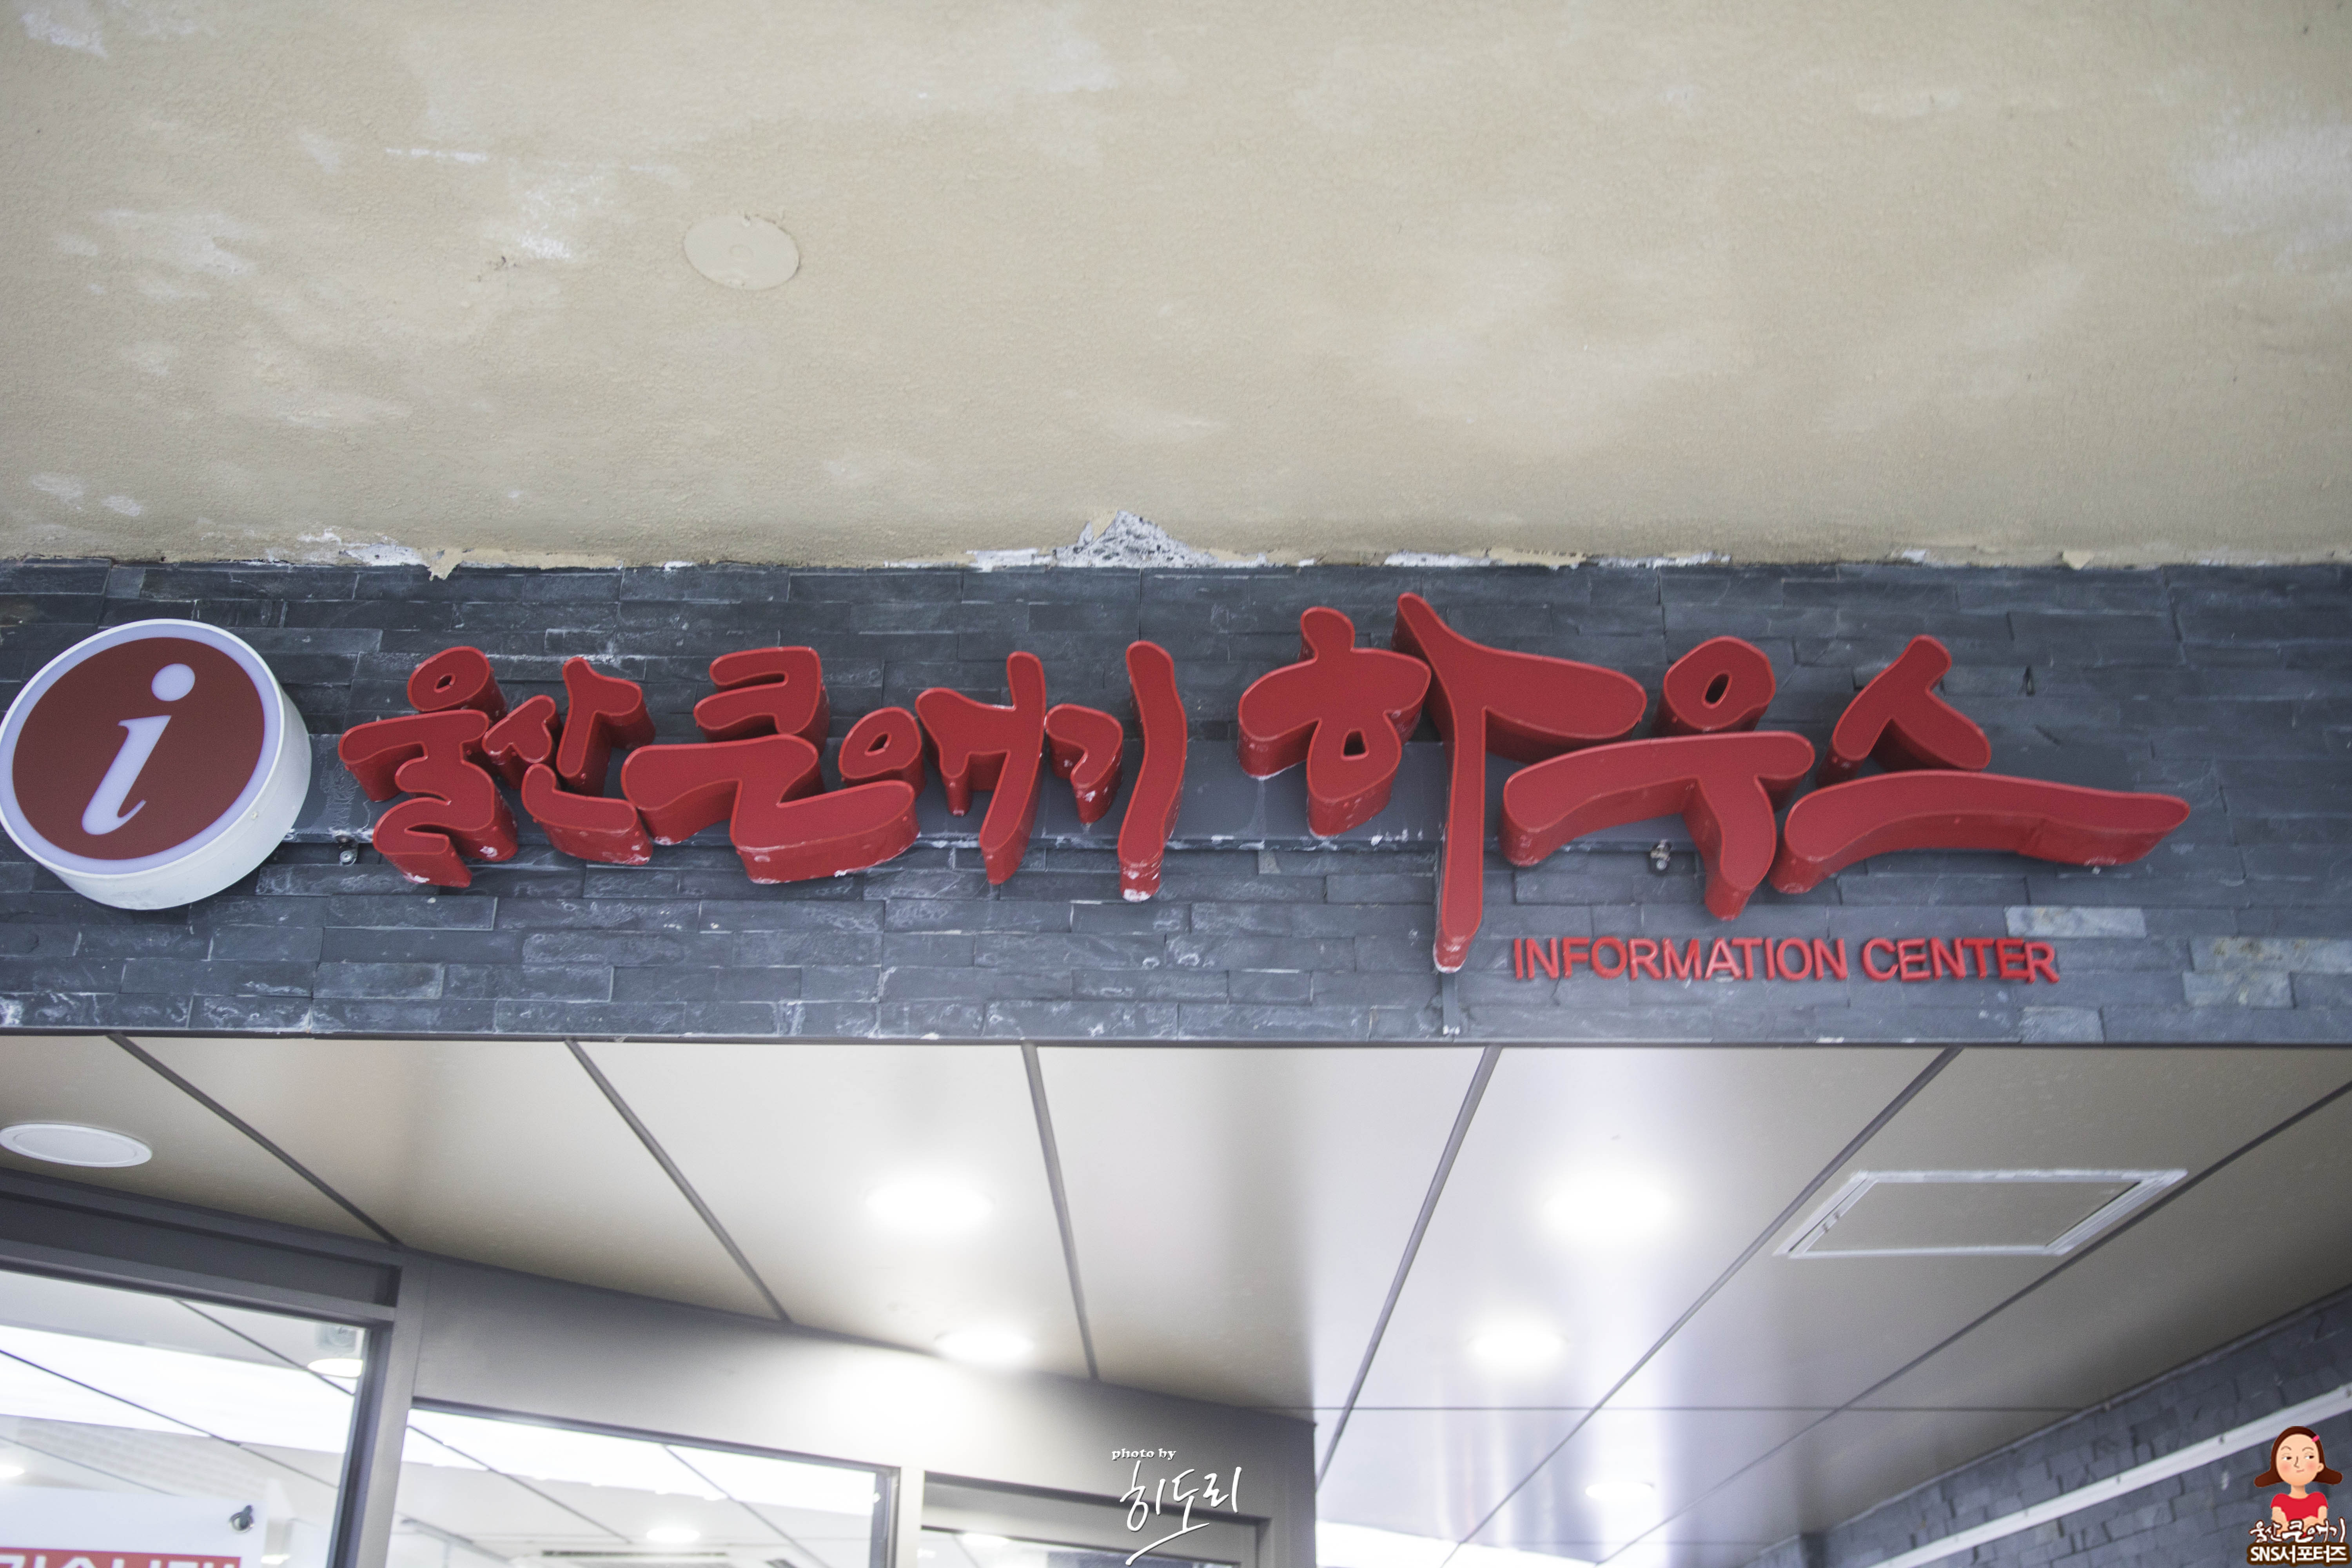 i 울산큰애기 하우스
INFORMATION CENTER
photo by
히도리
울산큰애기
SNS서포터즈